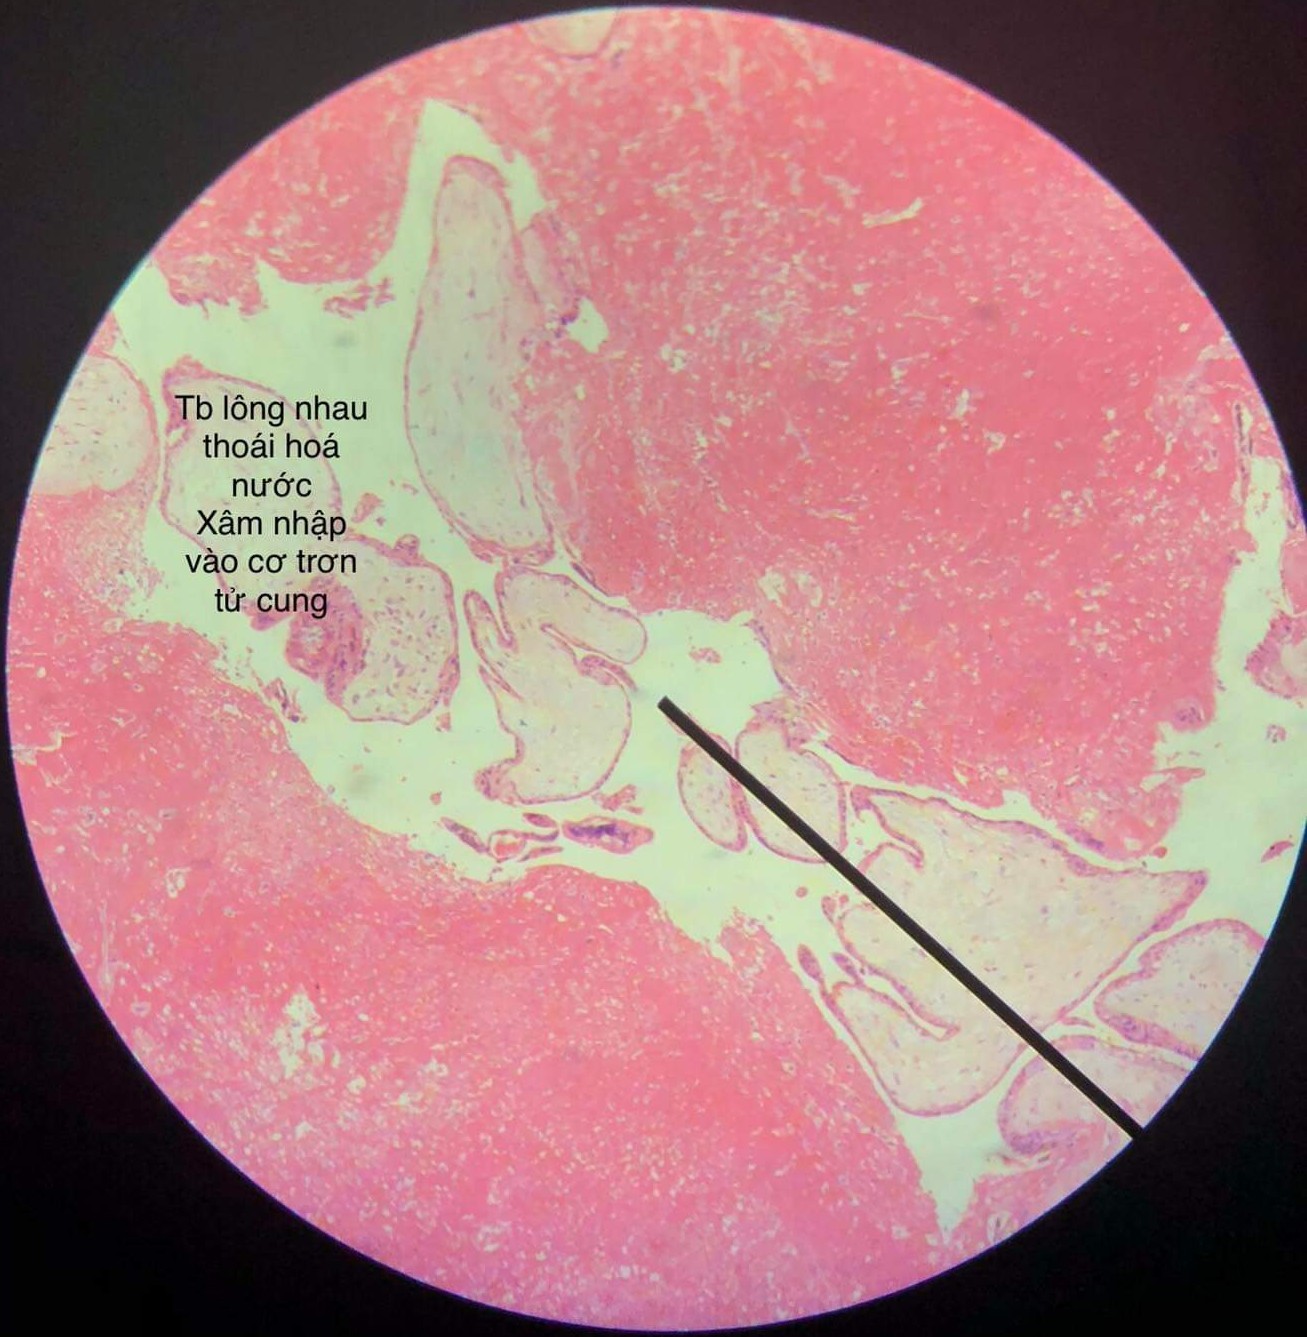 Tb lông nhau
thoái hoá
nước
Xâm nhập
vào cơ trơn
tử cung